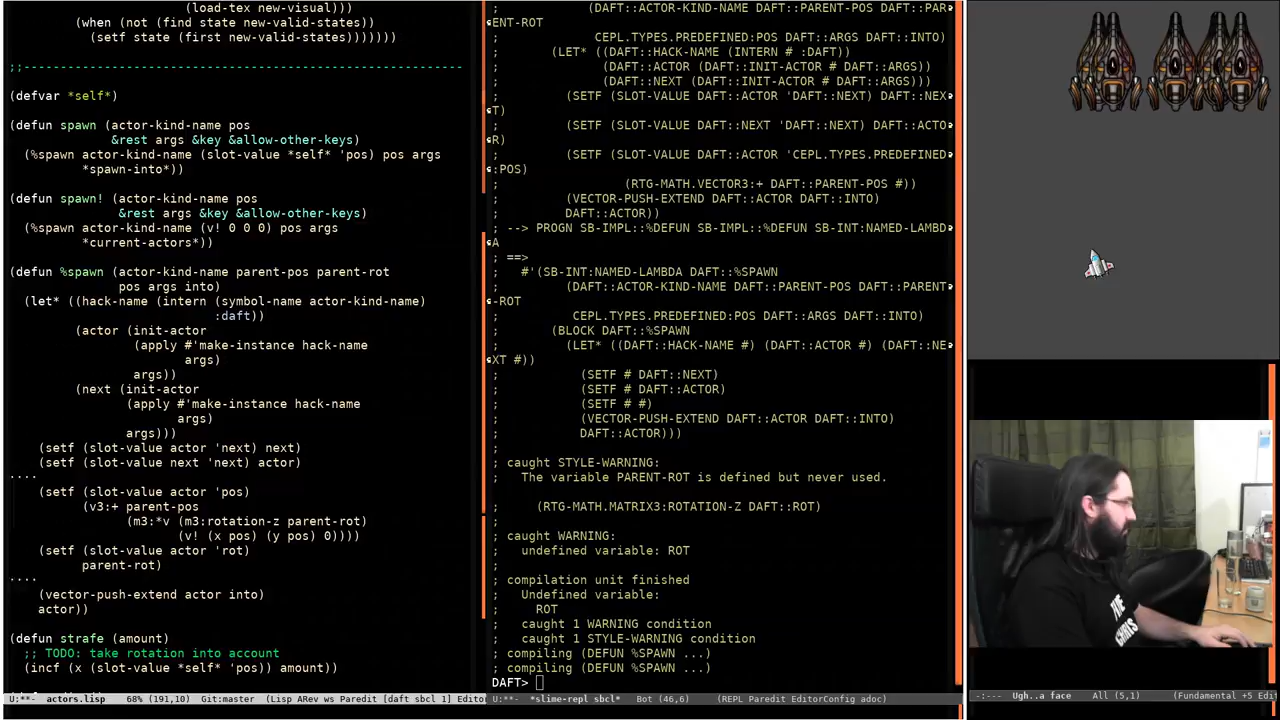 (load-tex new-visual)))
(when (not (find state new-valid-states))
(setf state (first new-valid-states)))))))
;;------------------------------------------------------------
(defvar *self*)
(defun spawn (actor-kind-name pos
&rest args &key &allow-other-keys)
(%spawn actor-kind-name (slot-value *self* 'pos) pos args
*spawn-into*))
(defun spawn! (actor-kind-name pos
&rest args &key &allow-other-keys)
(%spawn actor-kind-name (v! 0 0 0) pos args
*current-actors*))
(defun %spawn (actor-kind-name parent-pos parent-rot
pos args into)
(let* ((hack-name (intern (symbol-name actor-kind-name)
:daft))
(actor (init-actor
(apply #'make-instance hack-name
args)
args))
(next (init-actor
(apply #'make-instance hack-name
args)
args)))
(setf (slot-value actor 'next) next)
(setf (slot-value next 'next) actor)
....
(setf (slot-value actor 'pos)
(v3:+ parent-pos
(m3:*v (m3:rotation-z parent-rot)
(v! (x pos) (y pos) 0))))
(setf (slot-value actor 'rot)
parent-rot)
....
(vector-push-extend actor into)
actor))
(defun strafe (amount)
;; TODO: take rotation into account
(incf (x (slot-value *self* 'pos)) amount))
U:**-  actors.lisp    68% (191,10)   Git:master  (Lisp ARev ws Paredit [daft sbcl 1] Editor
; (DAFT::ACTOR-KIND-NAME DAFT::PARENT-POS DAFT::PAR
ENT-ROT
; CEPL.TYPES.PREDEFINED:POS DAFT::ARGS DAFT::INTO)
; (LET* ((DAFT::HACK-NAME (INTERN # :DAFT))
; (DAFT::ACTOR (DAFT::INIT-ACTOR # DAFT::ARGS))
; (DAFT::NEXT (DAFT::INIT-ACTOR # DAFT::ARGS)))
; (SETF (SLOT-VALUE DAFT::ACTOR 'DAFT::NEXT) DAFT::NEX
T)
; (SETF (SLOT-VALUE DAFT::NEXT 'DAFT::NEXT) DAFT::ACTO
R)
; (SETF (SLOT-VALUE DAFT::ACTOR 'CEPL.TYPES.PREDEFINED
:POS)
; (RTG-MATH.VECTOR3:+ DAFT::PARENT-POS #))
; (VECTOR-PUSH-EXTEND DAFT::ACTOR DAFT::INTO)
; DAFT::ACTOR))
; --> PROGN SB-IMPL::%DEFUN SB-IMPL::%DEFUN SB-INT:NAMED-LAMBD
A
; ==>
; #'(SB-INT:NAMED-LAMBDA DAFT::%SPAWN
; (DAFT::ACTOR-KIND-NAME DAFT::PARENT-POS DAFT::PARENT
-ROT
; CEPL.TYPES.PREDEFINED:POS DAFT::ARGS DAFT::INTO)
; (BLOCK DAFT::%SPAWN
; (LET* ((DAFT::HACK-NAME #) (DAFT::ACTOR #) (DAFT::NE
XT #))
; (SETF # DAFT::NEXT)
; (SETF # DAFT::ACTOR)
; (SETF # #)
; (VECTOR-PUSH-EXTEND DAFT::ACTOR DAFT::INTO)
; DAFT::ACTOR)))
;
; caught STYLE-WARNING:
; The variable PARENT-ROT is defined but never used.
; (RTG-MATH.MATRIX3:ROTATION-Z DAFT::ROT)
;
; caught WARNING:
; undefined variable: ROT
;
; compilation unit finished
; Undefined variable:
; ROT
; caught 1 WARNING condition
; caught 1 STYLE-WARNING condition
; compiling (DEFUN %SPAWN ...)
; compiling (DEFUN %SPAWN ...)
DAFT>
U:**-  *slime-repl sbcl*   Bot (46,6)      (REPL Paredit EditorConfig adoc)
-:---  Ugh..a face    All (5,1)      (Fundamental +5 Edit